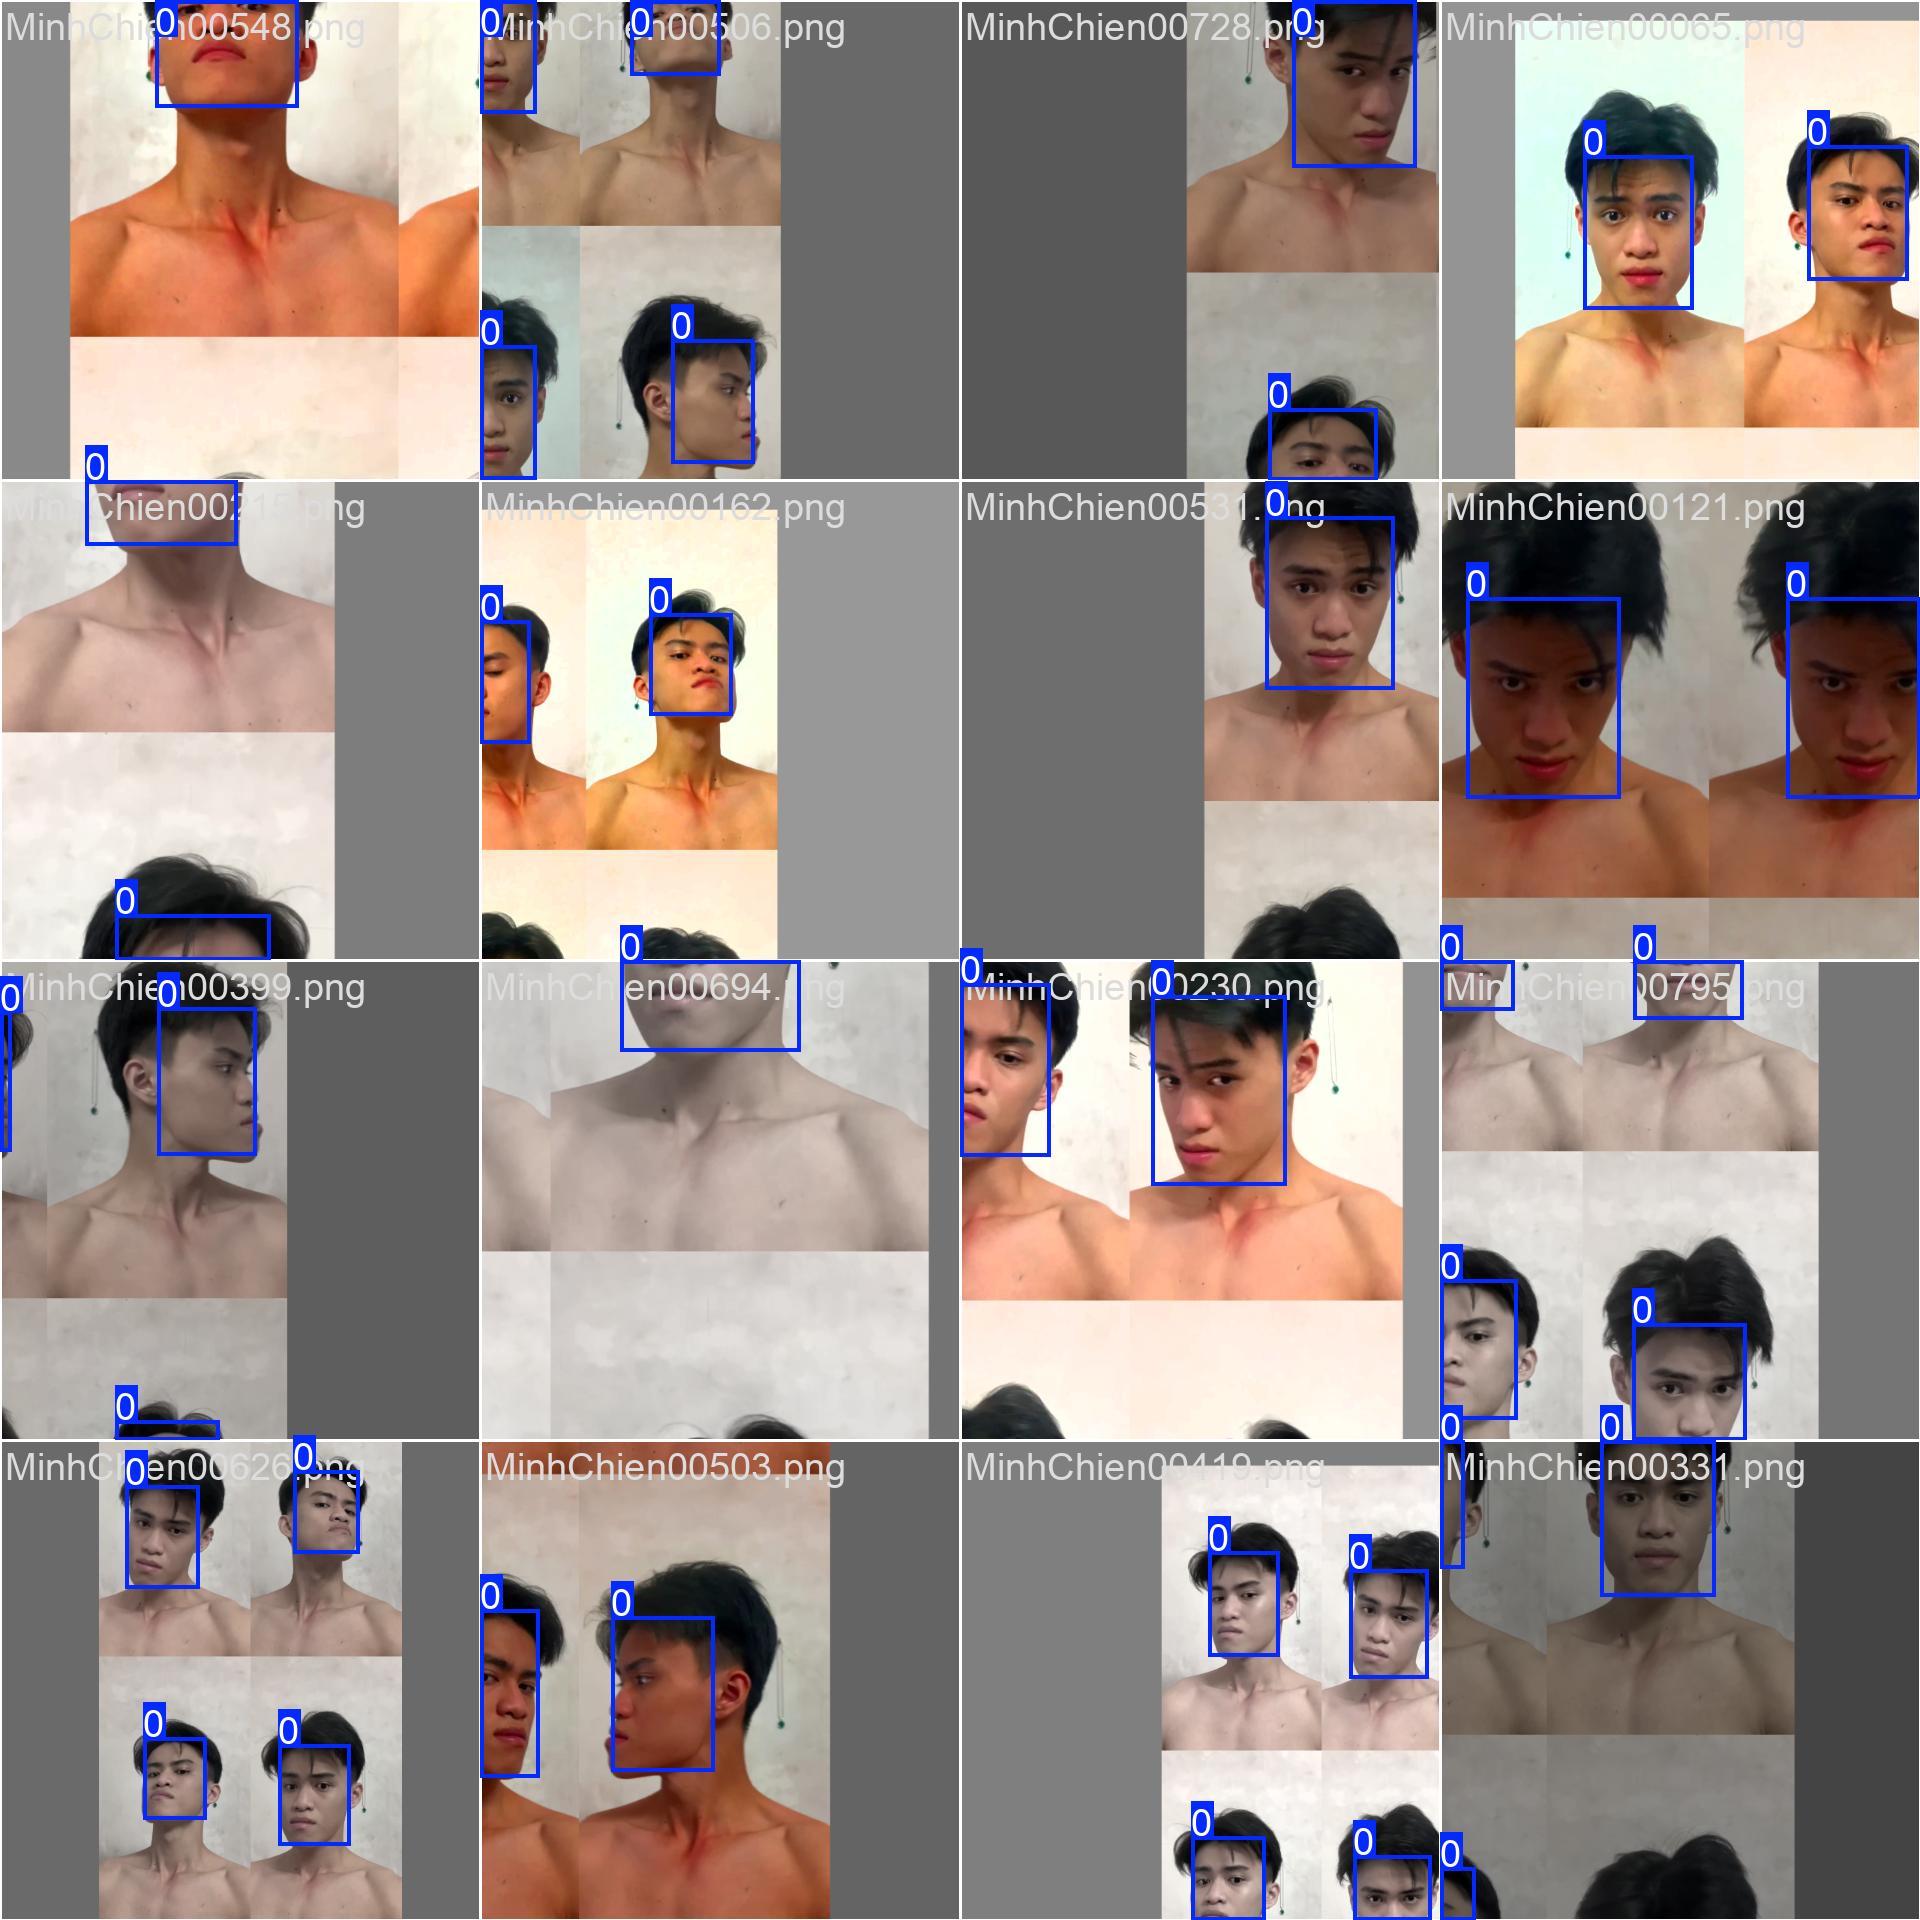 MinhChien00548.png
MinhChien00506.png
MinhChien00728.png
MinhChien00065.png
0
0
0
0
0
0
0
0
0
MinhChien00215.png
MinhChien00162.png
MinhChien00531.png
MinhChien00121.png
0
0
0
0
0
0
0
0
MinhChien00399.png
MinhChien00694.png
MinhChien00230.png
MinhChien00795.png
0
0
0
0
0
0
0
0
0
0
MinhChien00626.png
MinhChien00503.png
MinhChien00419.png
MinhChien00331.png
0
0
0
0
0
0
0
0
0
0
0
0
0